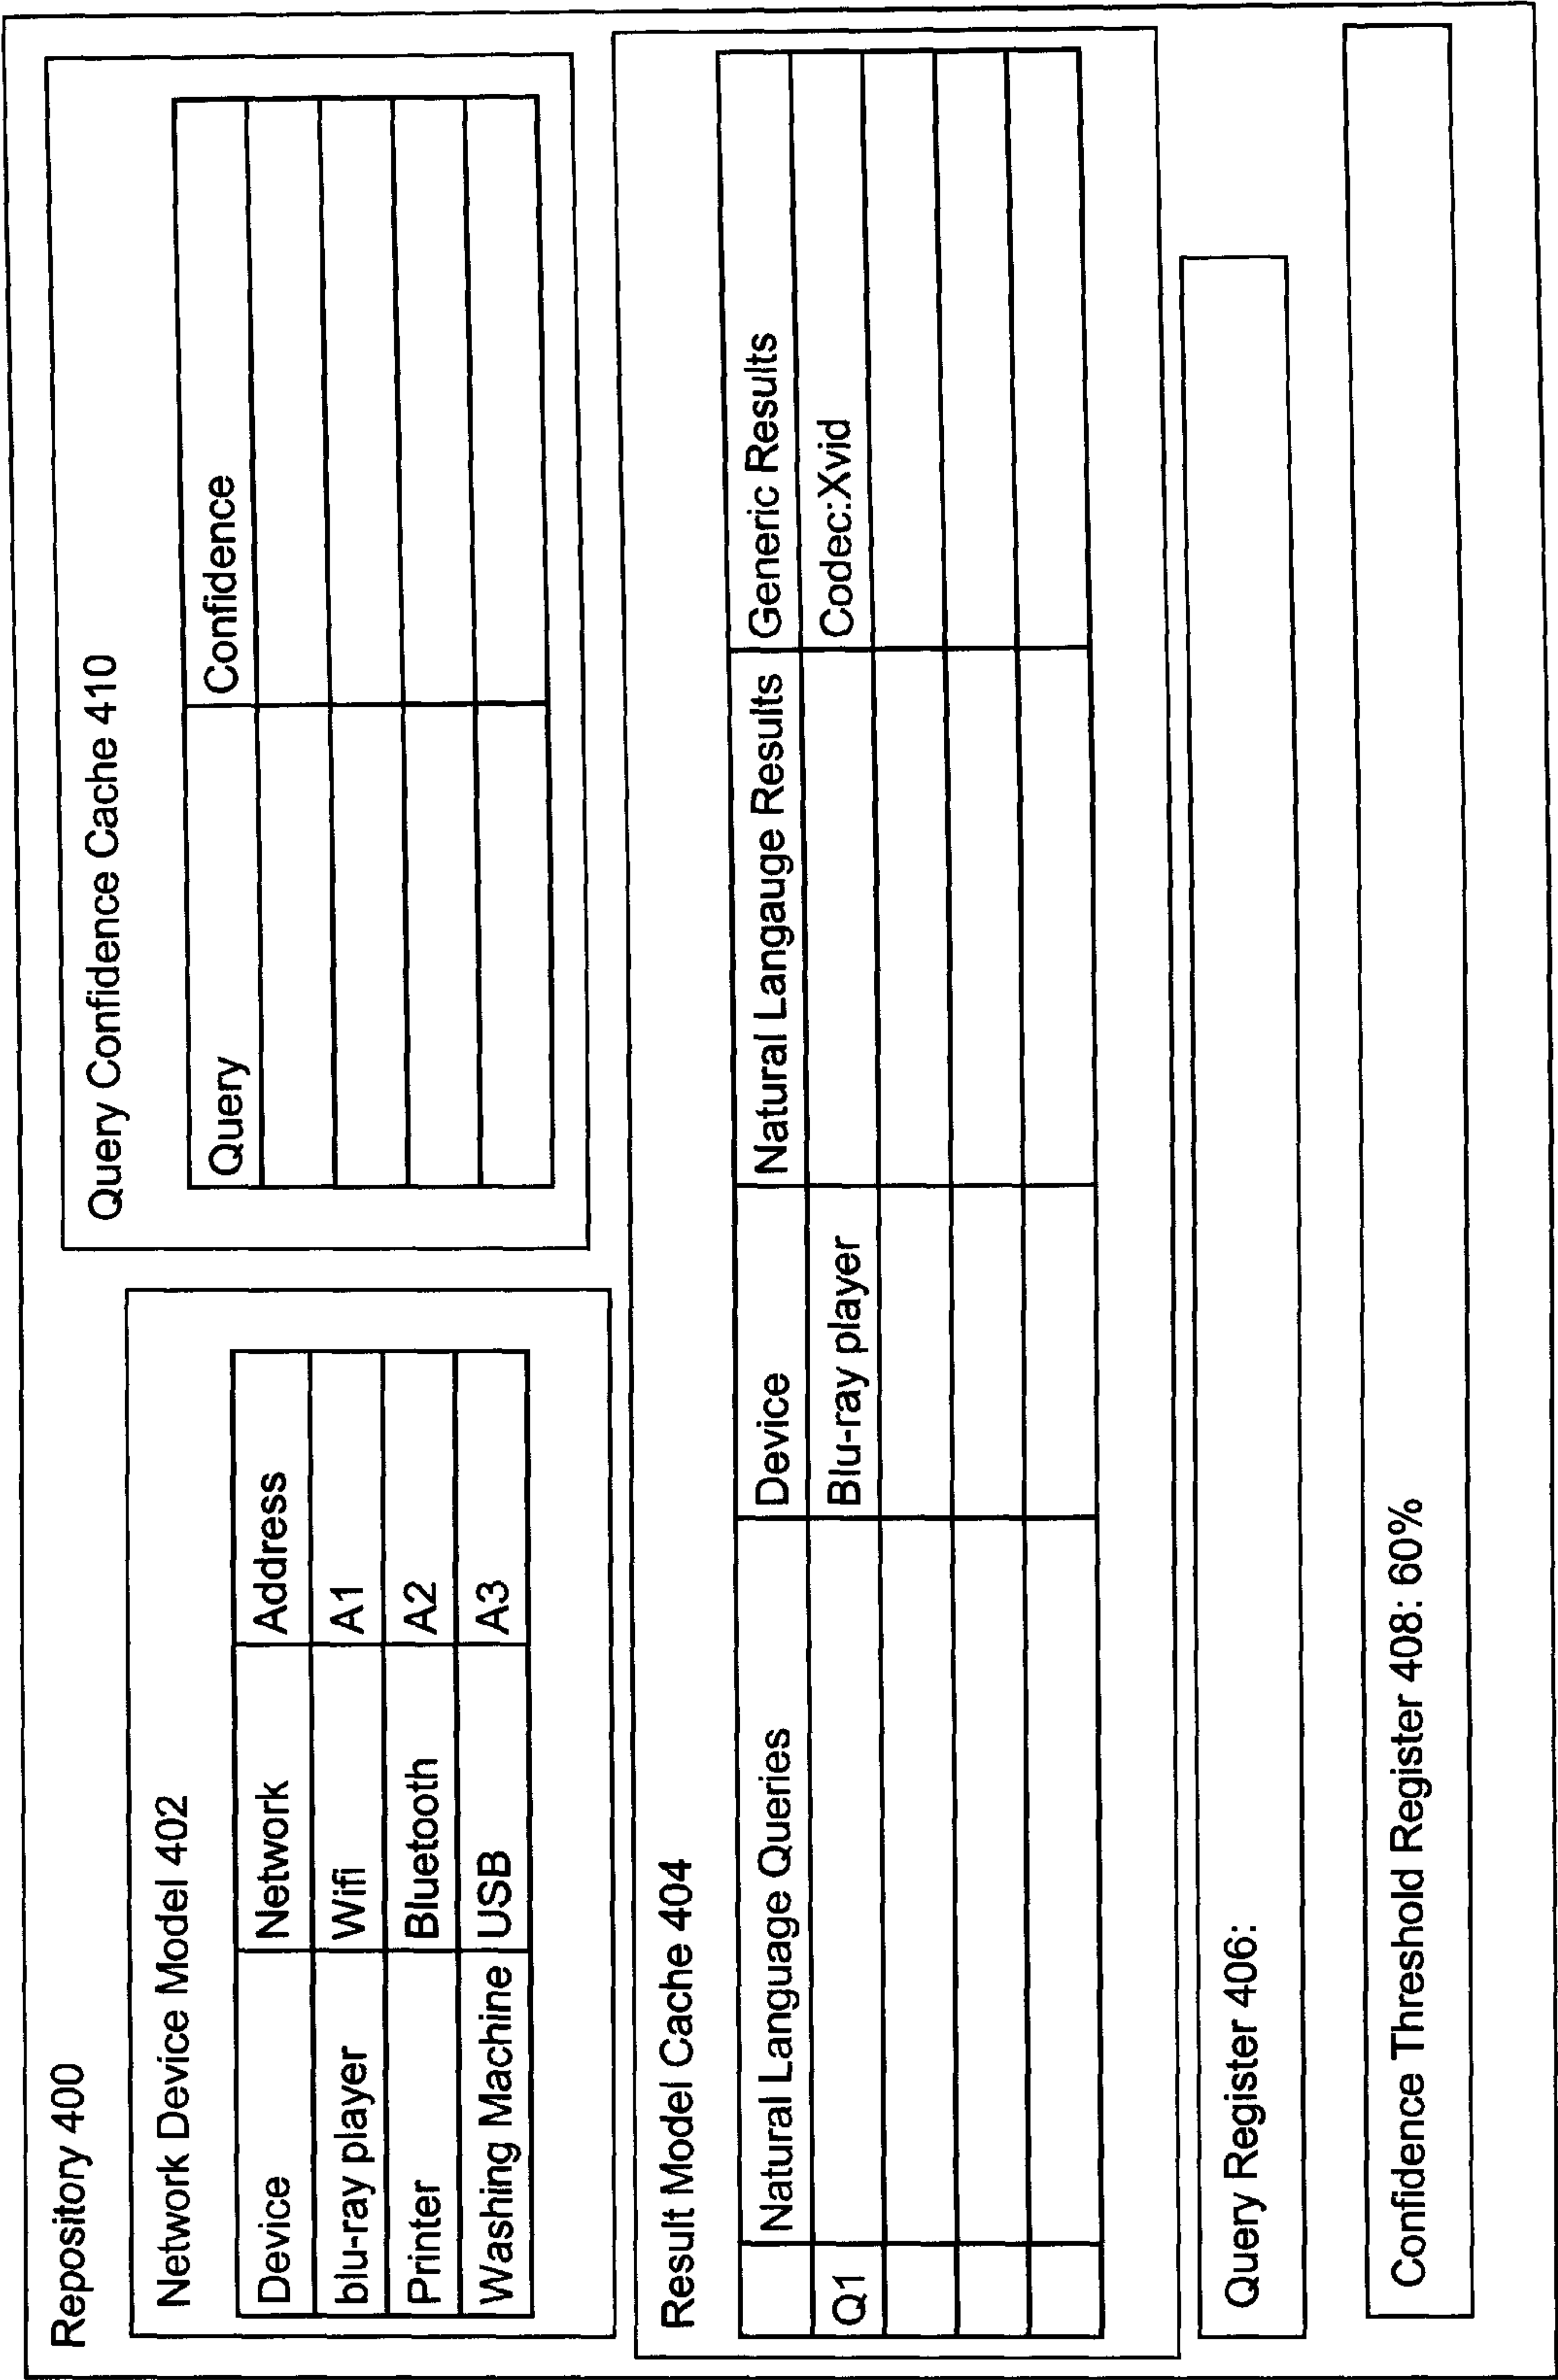 Repository 400
Network Device Model 402
Device Network Address
blu-ray player Wifi A1
Printer Bluetooth A2
Washing Machine USB A3
Query Confidence Cache 410
Query Confidence
Result Model Cache 404
Natural Language Queries Device Natural Langauge Results Generic Results
Q1 Blu-ray player Codec:Xvid
Query Register 406:
Confidence Threshold Register 408: 60%